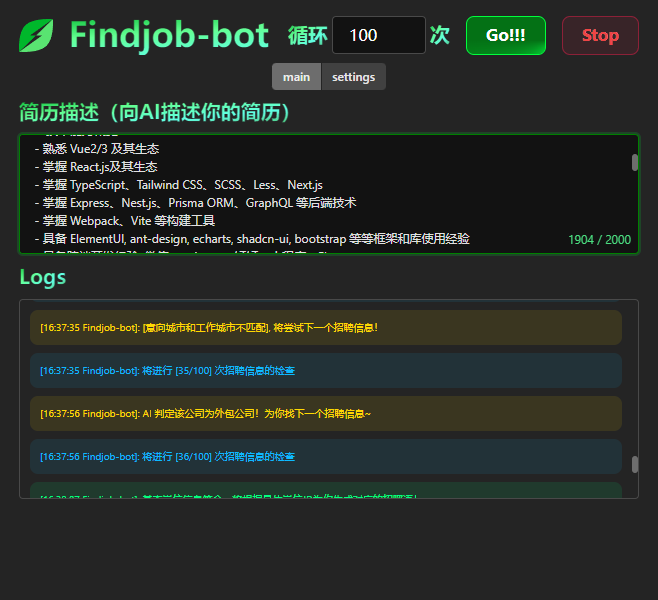 Findjob-bot 循环 100 次 Go!!! Stop
main settings
简历描述（向AI描述你的简历）
- 熟悉 Vue2/3 及其生态
- 掌握 React.js及其生态
- 掌握 TypeScript、Tailwind CSS、SCSS、Less、Next.js
- 掌握 Express、Nest.js、Prisma ORM、GraphQL 等后端技术
- 掌握 Webpack、Vite 等构建工具
- 具备 ElementUI, ant-design, echarts, shadcn-ui, bootstrap 等等框架和库使用经验
1904 / 2000
Logs
[16:37:35 Findjob-bot]: [意向城市和工作城市不匹配], 将尝试下一个招聘信息!
[16:37:35 Findjob-bot]: 将进行 [35/100] 次招聘信息的检查
[16:37:56 Findjob-bot]: AI 判定该公司为外包公司！为你找下一个招聘信息~
[16:37:56 Findjob-bot]: 将进行 [36/100] 次招聘信息的检查